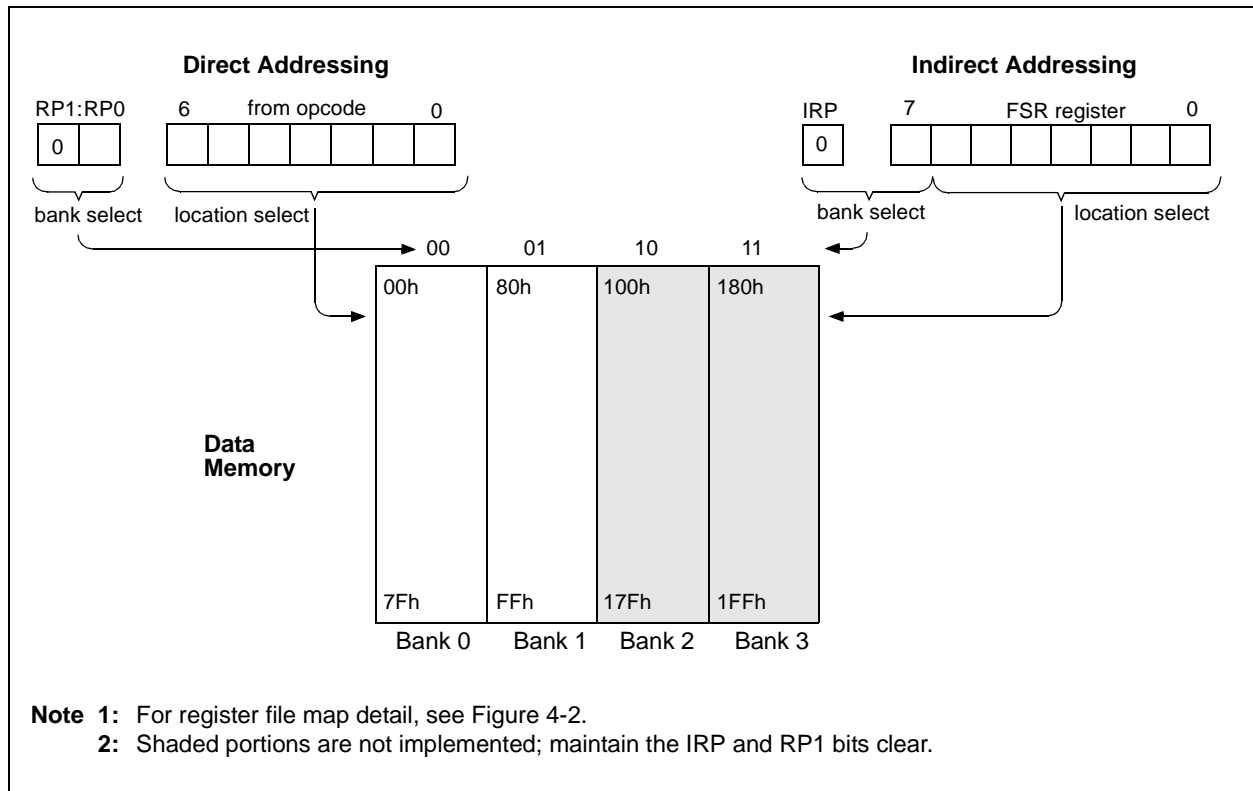 Direct Addressing
Indirect Addressing
RP1:RP0 6 from opcode 0
IRP 7 FSR register 0
0
0
bank select location select
bank select location select
00 01 10 11
00h 80h 100h 180h
Data
Memory
7Fh FFh 17Fh 1FFh
Bank 0 Bank 1 Bank 2 Bank 3
Note 1: For register file map detail, see Figure 4-2.
2: Shaded portions are not implemented; maintain the IRP and RP1 bits clear.